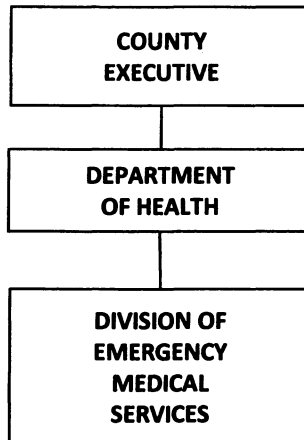 COUNTY
EXECUTIVE
DEPARTMENT
OF HEALTH
DIVISION OF
EMERGENCY
MEDICAL
SERVICES